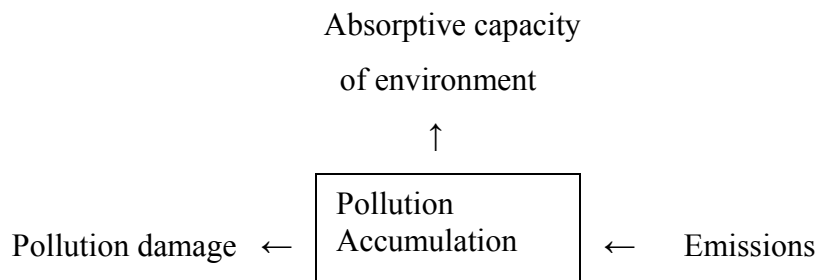 Absorptive capacity
of environment
↑
Pollution
Accumulation
Pollution damage ← ← Emissions